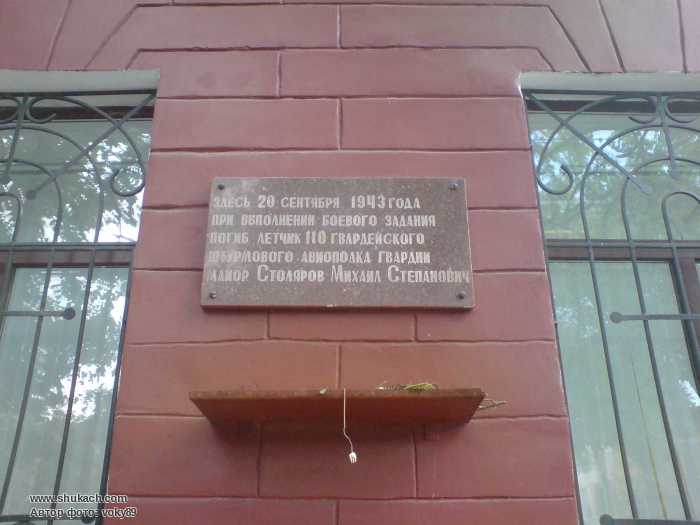 ЗДЕСЬ 20 СЕНТЯБРЯ 1943 ГОДА
ПРИ ВЫПОЛНЕНИИ БОЕВОГО ЗАДАНИЯ
ПОГИБ ЛЕТЧИК 110 ГВАРДЕЙСКОГО
ШТУРМОВОГО АВИОПОЛКА ГВАРДИИ
МАЙОР СТОЛЯРОВ МИХАИЛ СТЕПАНОВИЧ
www.shukach.com
Автор фото: voky89